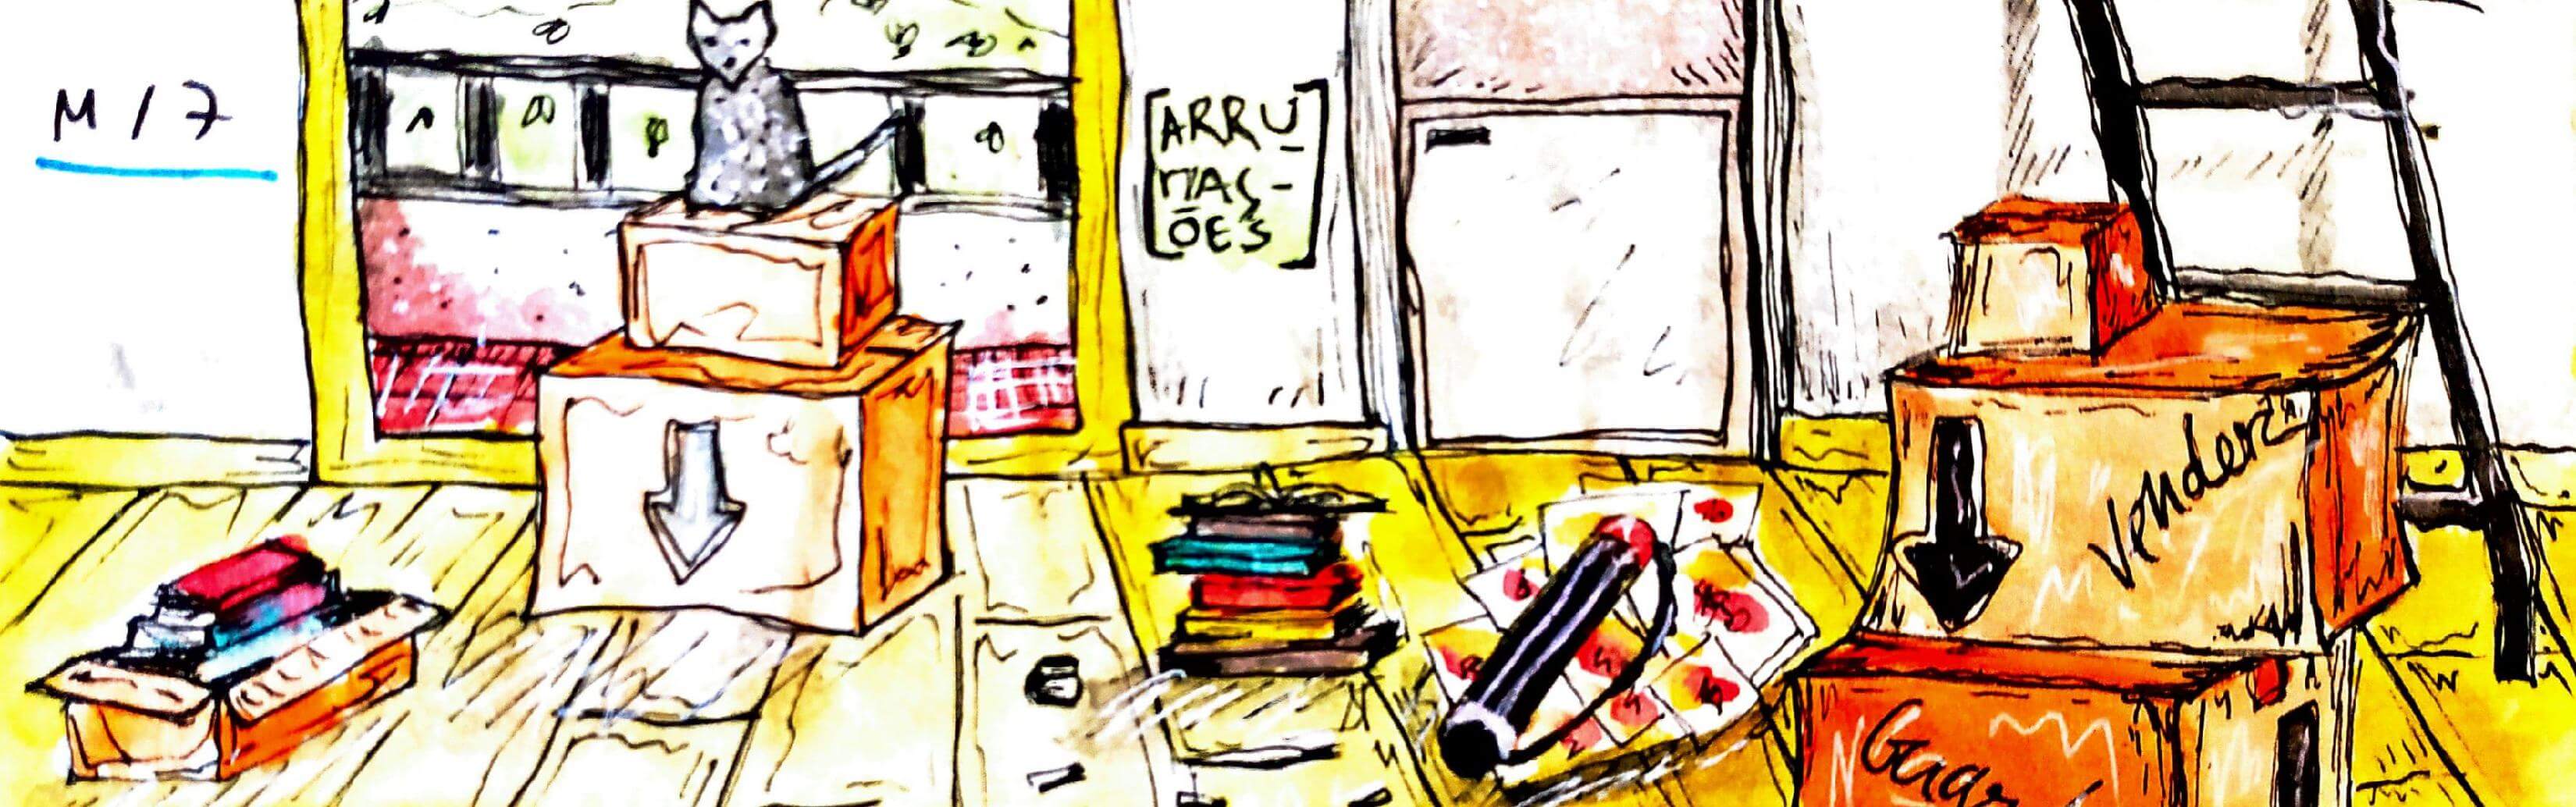 M / 7
ARRU
MAÇ-
ÕES
Vender